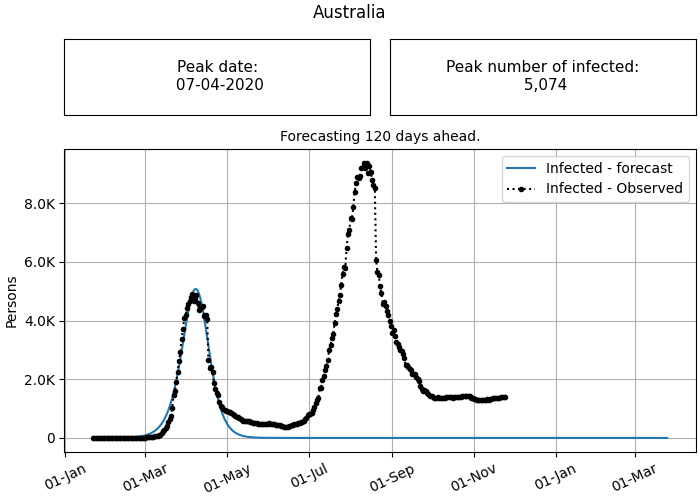 Australia
Peak date:
07-04-2020
Peak number of infected:
5,074
Forecasting 120 days ahead.
Infected - forecast
Infected - Observed
8.0K
6.0K
4.0K
2.0K
0
Persons
01-Jan
01-Mar
01-May
01-Jul
01-Sep
01-Nov
01-Jan
01-Mar